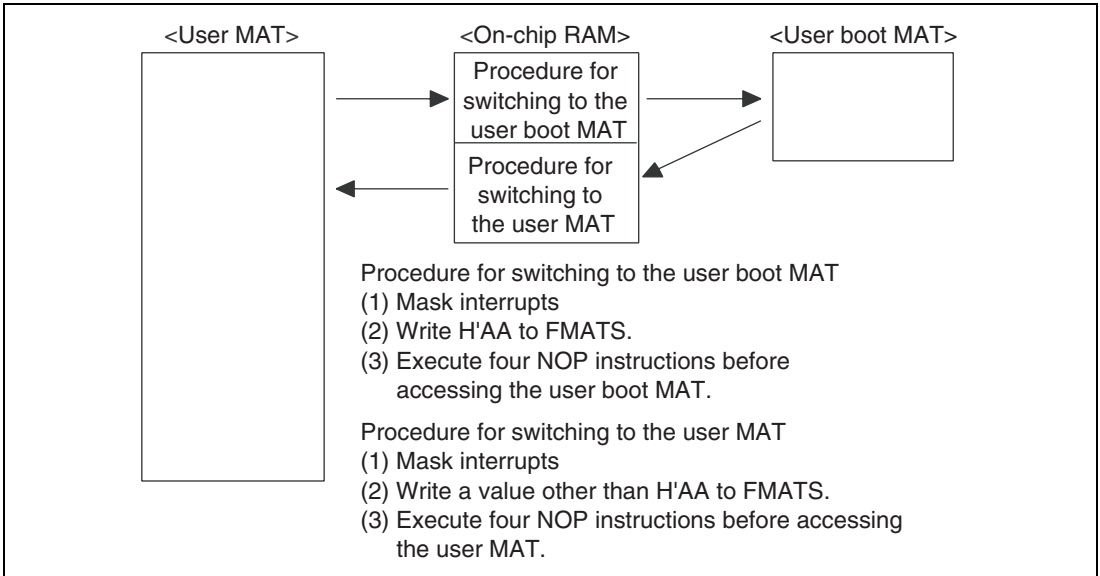 <User MAT>
<On-chip RAM>
<User boot MAT>
Procedure for
switching to the
user boot MAT
Procedure for
switching to
the user MAT
Procedure for switching to the user boot MAT
(1) Mask interrupts
(2) Write H'AA to FMATS.
(3) Execute four NOP instructions before
accessing the user boot MAT.
Procedure for switching to the user MAT
(1) Mask interrupts
(2) Write a value other than H'AA to FMATS.
(3) Execute four NOP instructions before accessing
the user MAT.